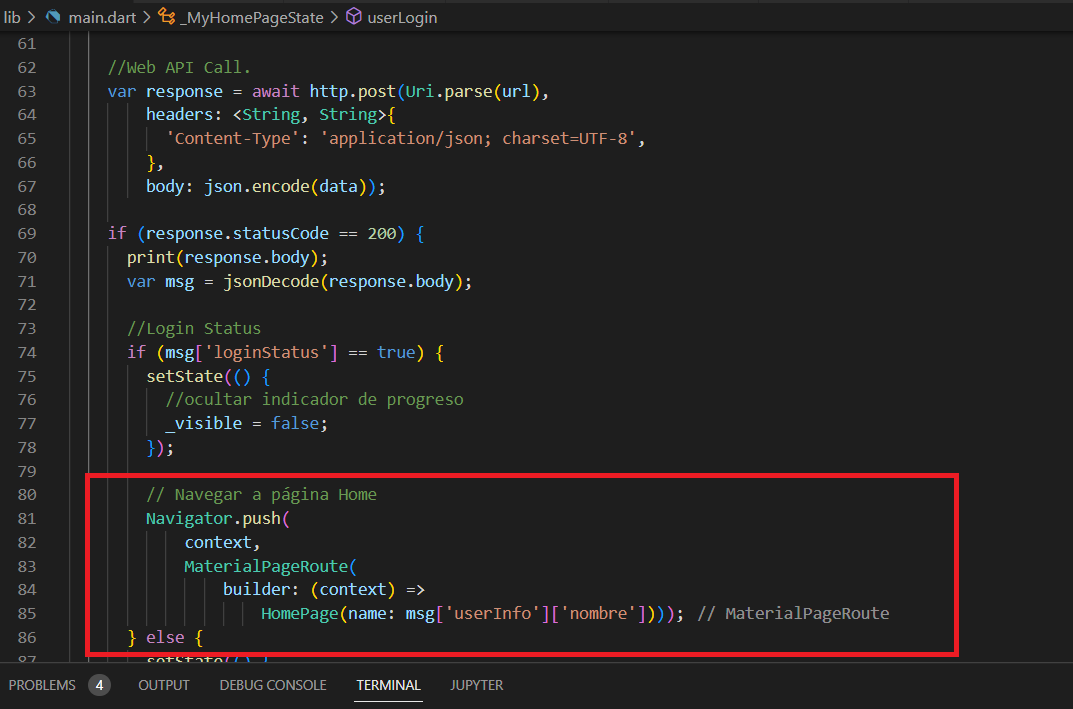 lib > main.dart > _MyHomePageState > userLogin
61
62 //Web API Call.
63 var response = await http.post(Uri.parse(url),
64 headers: <String, String>{
65 'Content-Type': 'application/json; charset=UTF-8',
66 },
67 body: json.encode(data));
68
69 if (response.statusCode == 200) {
70 print(response.body);
71 var msg = jsonDecode(response.body);
72
73 //Login Status
74 if (msg['loginStatus'] == true) {
75 setState(() {
76 //ocultar indicador de progreso
77 _visible = false;
78 });
79
80 // Navegar a página Home
81 Navigator.push(
82 context,
83 MaterialPageRoute(
84 builder: (context) =>
85 HomePage(name: msg['userInfo']['nombre']))); // MaterialPageRoute
86 } else {
87 setState(() {
PROBLEMS 4 OUTPUT DEBUG CONSOLE TERMINAL JUPYTER